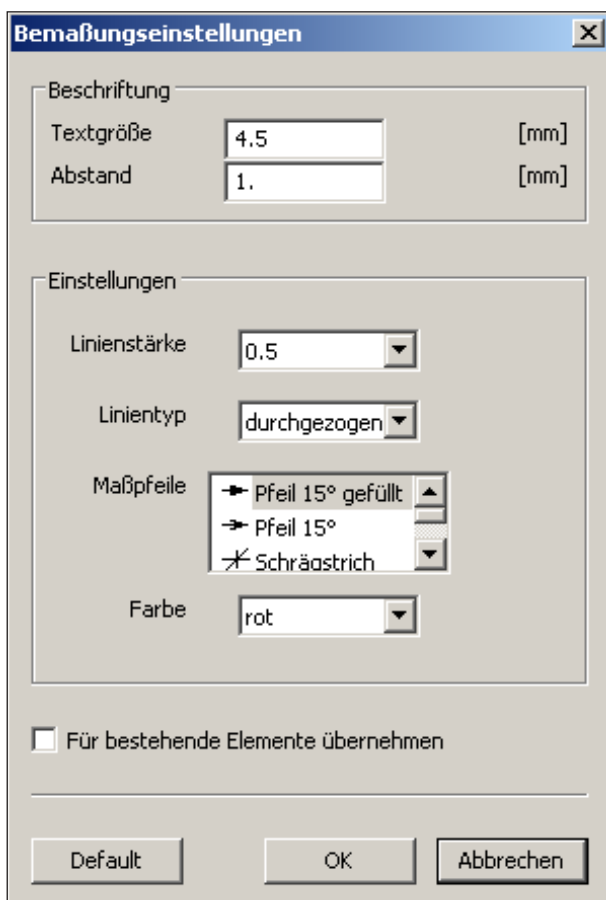 Bemaßungseinstellungen
Beschriftung
Textgröße 4.5 [mm]
Abstand 1. [mm]
Einstellungen
Linienstärke 0.5
Linientyp durchgezogen
Maßpfeile Pfeil 15° gefüllt
Pfeil 15°
Schrägstrich
Farbe rot
Für bestehende Elemente übernehmen
Default OK Abbrechen